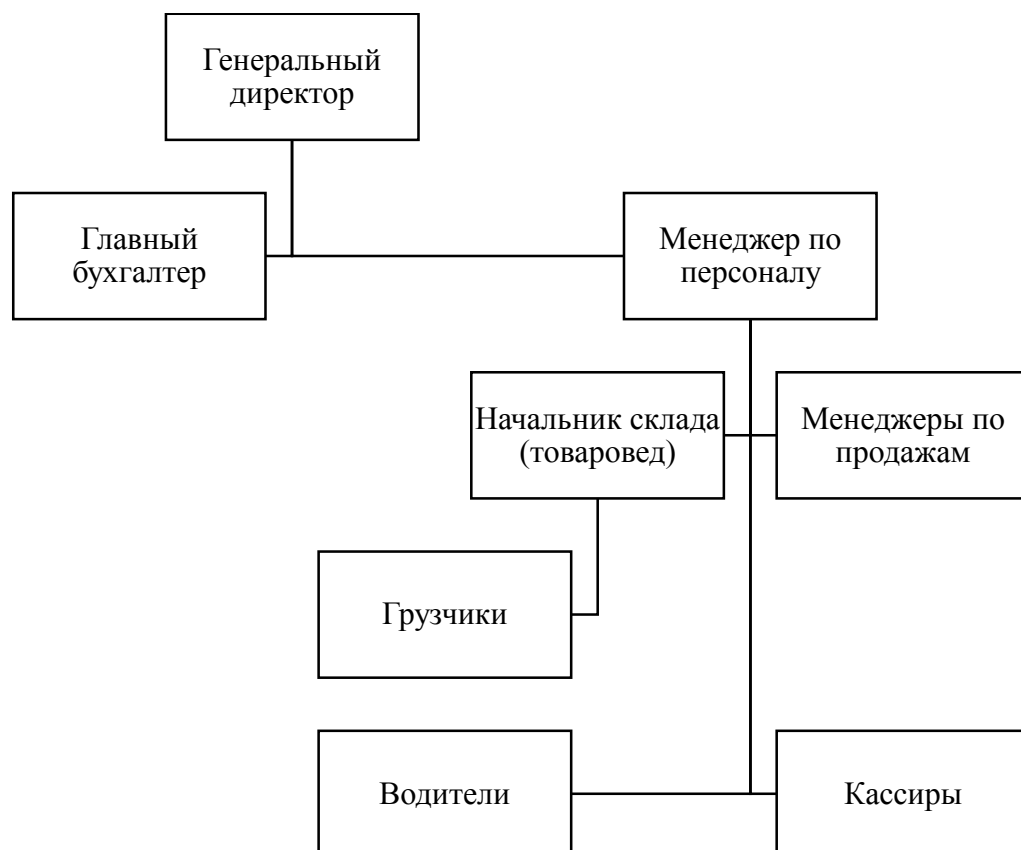 Генеральный
директор
Главный
бухгалтер
Менеджер по
персоналу
Начальник склада
(товаровед)
Менеджеры по
продажам
Грузчики
Водители
Кассиры